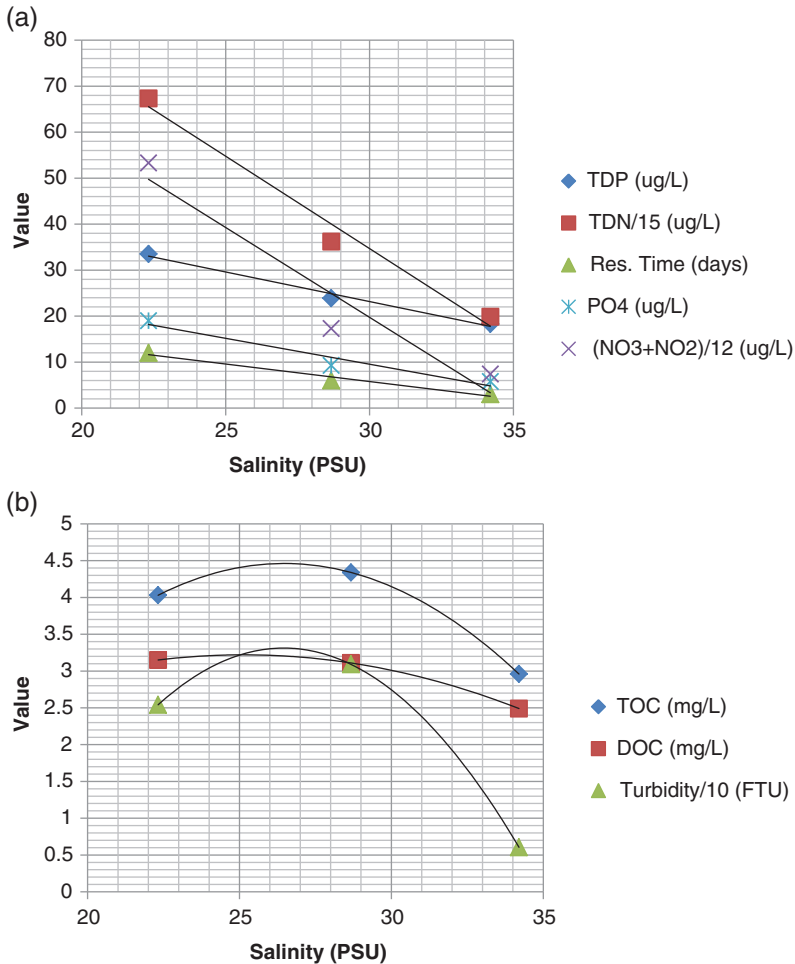 (a)
80
70
60
50
40
30
20
10
0
Value
20
25
30
35
Salinity (PSU)
TDP (ug/L)
TDN/15 (ug/L)
Res. Time (days)
PO4 (ug/L)
(NO3+NO2)/12 (ug/L)
(b)
5
4.5
4
3.5
3
2.5
2
1.5
1
0.5
0
Value
20
25
30
35
Salinity (PSU)
TOC (mg/L)
DOC (mg/L)
Turbidity/10 (FTU)